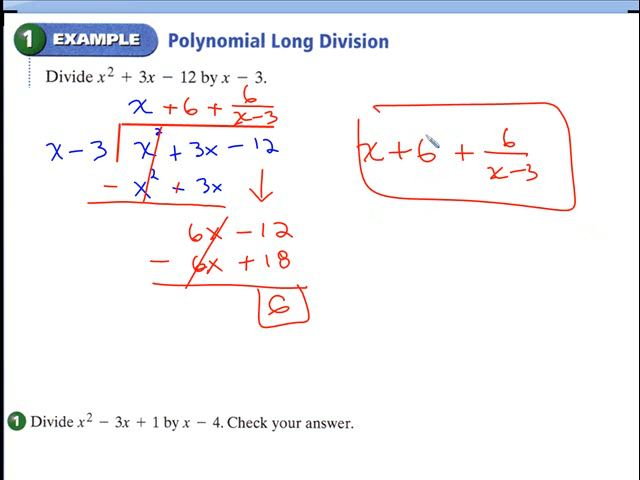 1 EXAMPLE Polynomial Long Division
Divide x² + 3x − 12 by x − 3.
x + 6 + 6/(x−3)
x − 3 | x² + 3x − 12
− x² + 3x
6x − 12
− 6x + 18
6
x + 6 + 6/(x−3)
1 Divide x² − 3x + 1 by x − 4. Check your answer.